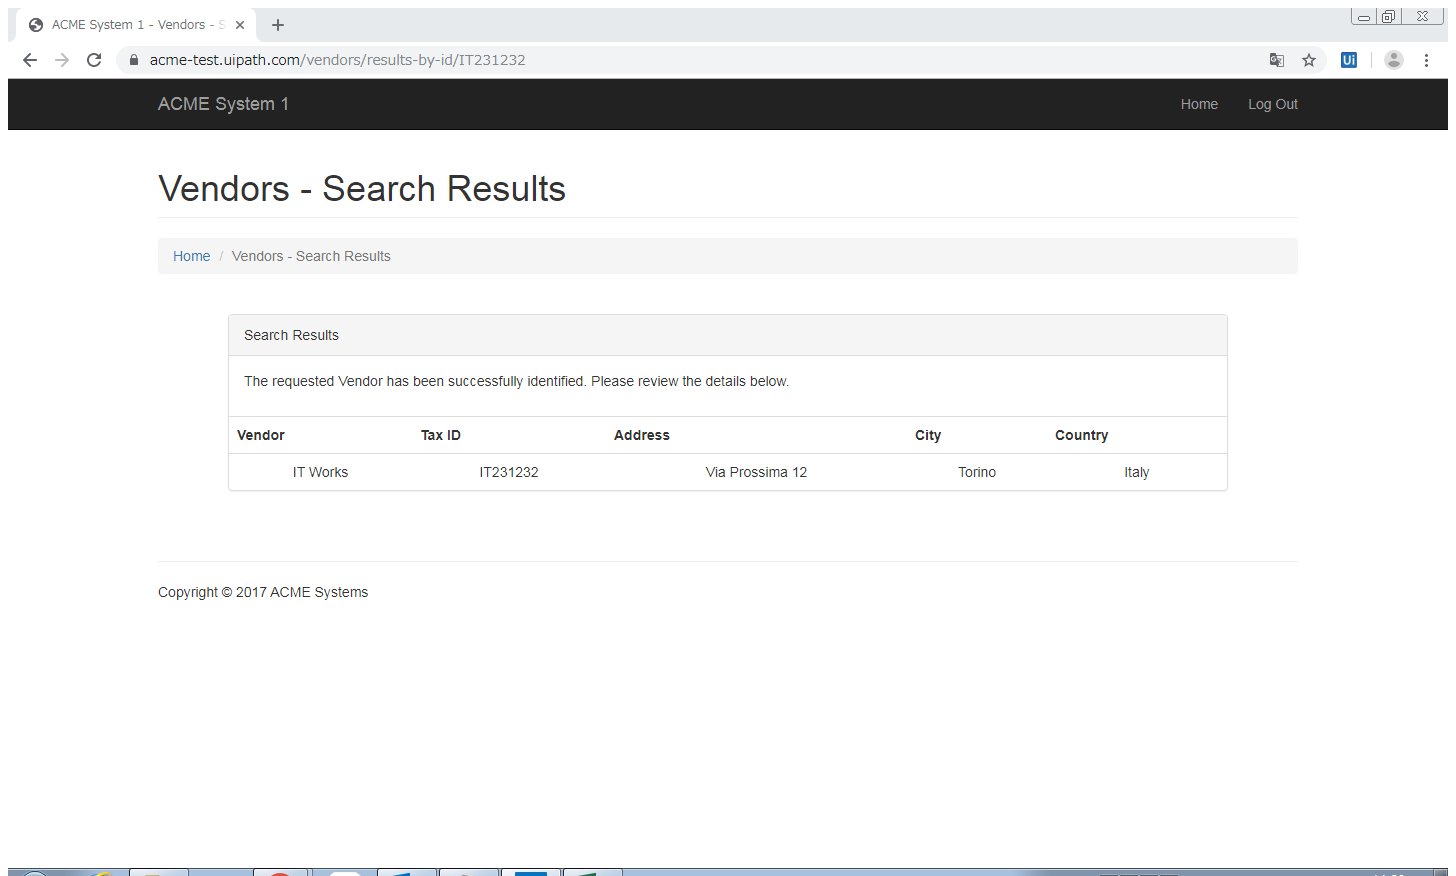 ACME System 1 - Vendors - S
acme-test.uipath.com/vendors/results-by-id/IT231232
Ui
ACME System 1 Home Log Out
Vendors - Search Results
Home / Vendors - Search Results
Search Results
The requested Vendor has been successfully identified. Please review the details below.
Vendor Tax ID Address City Country
IT Works IT231232 Via Prossima 12 Torino Italy
Copyright © 2017 ACME Systems